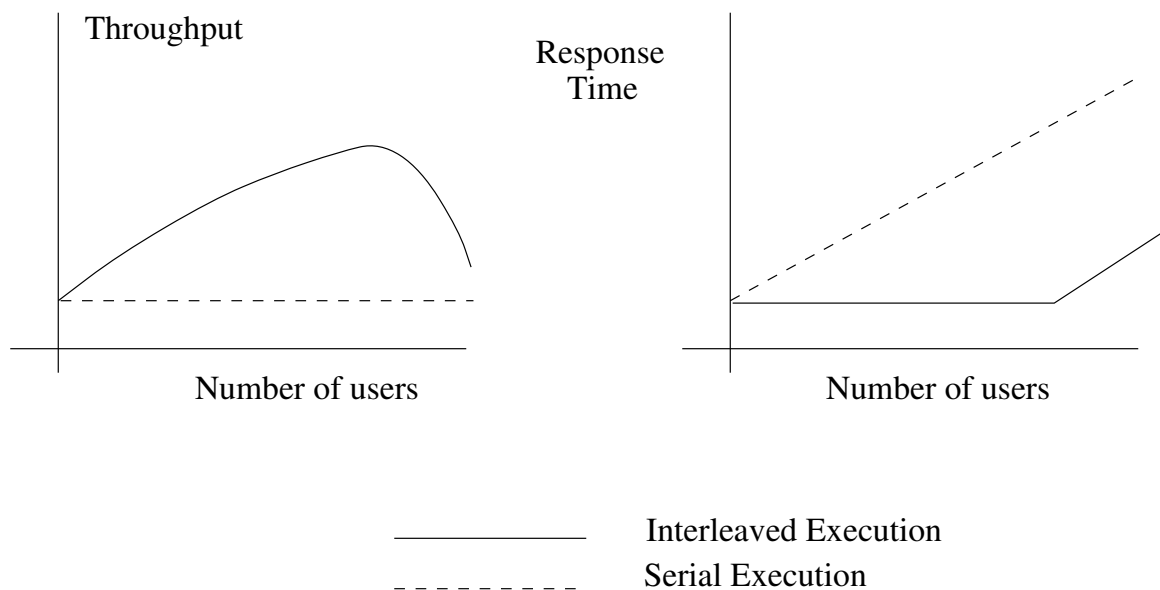 Throughput
Response
Time
Number of users
Number of users
Interleaved Execution
Serial Execution